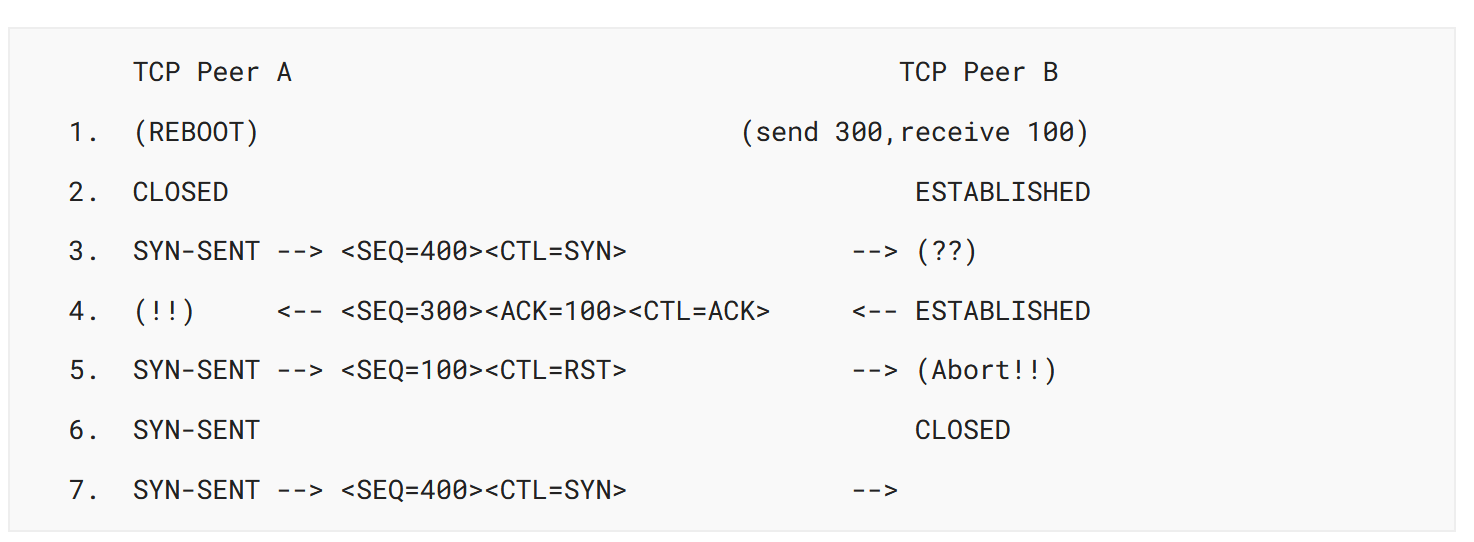 TCP Peer A                                      TCP Peer B
1.  (REBOOT)                              (send 300,receive 100)
2.  CLOSED                                           ESTABLISHED
3.  SYN-SENT --> <SEQ=400><CTL=SYN>              --> (??)
4.  (!!)     <-- <SEQ=300><ACK=100><CTL=ACK>     <-- ESTABLISHED
5.  SYN-SENT --> <SEQ=100><CTL=RST>              --> (Abort!!)
6.  SYN-SENT                                         CLOSED
7.  SYN-SENT --> <SEQ=400><CTL=SYN>              -->